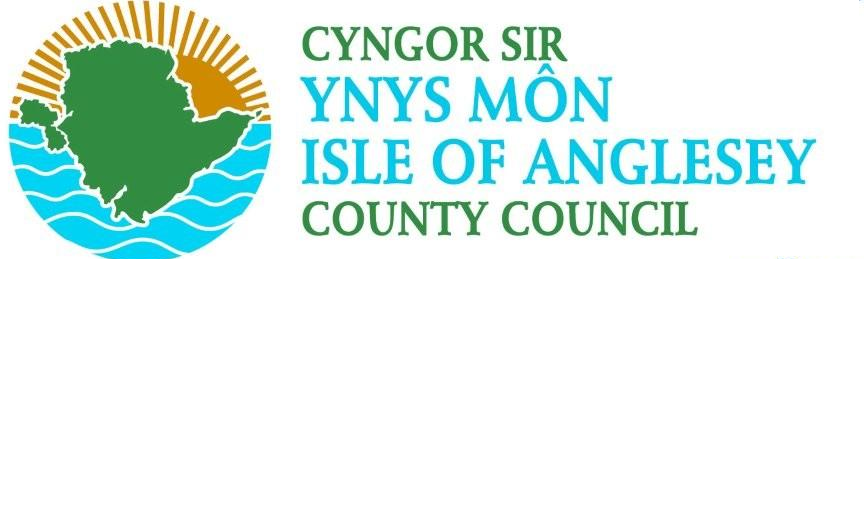 CYNGOR SIR
YNYS MÔN
ISLE OF ANGLESEY
COUNTY COUNCIL